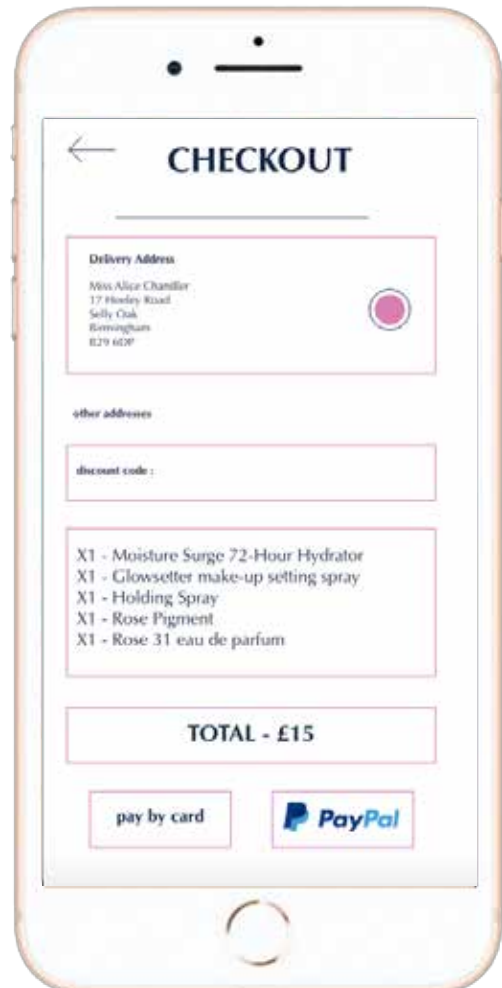 CHECKOUT
Delivery Address
Miss Alice Chandler
17 Heeley Road
Selly Oak
Birmingham
B29 6DP
other addresses
discount code :
X1 - Moisture Surge 72-Hour Hydrator
X1 - Glowsetter make-up setting spray
X1 - Holding Spray
X1 - Rose Pigment
X1 - Rose 31 eau de parfum
TOTAL - £15
pay by card
PayPal